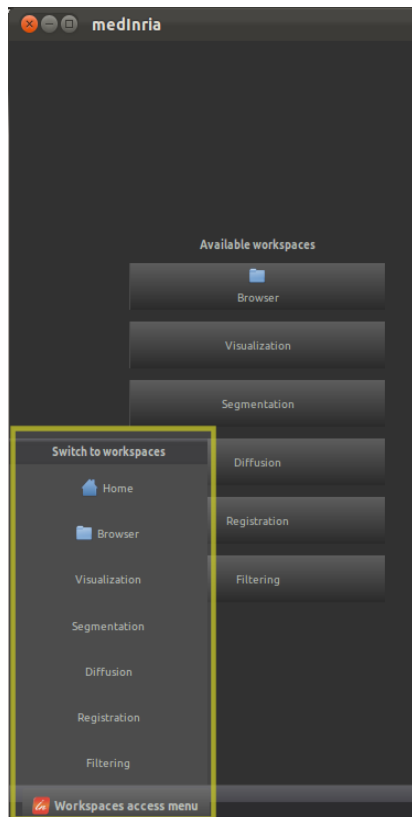 medInria
Available workspaces
Browser
Visualization
Segmentation
Diffusion
Registration
Filtering
Switch to workspaces
Home
Browser
Visualization
Segmentation
Diffusion
Registration
Filtering
Workspaces access menu